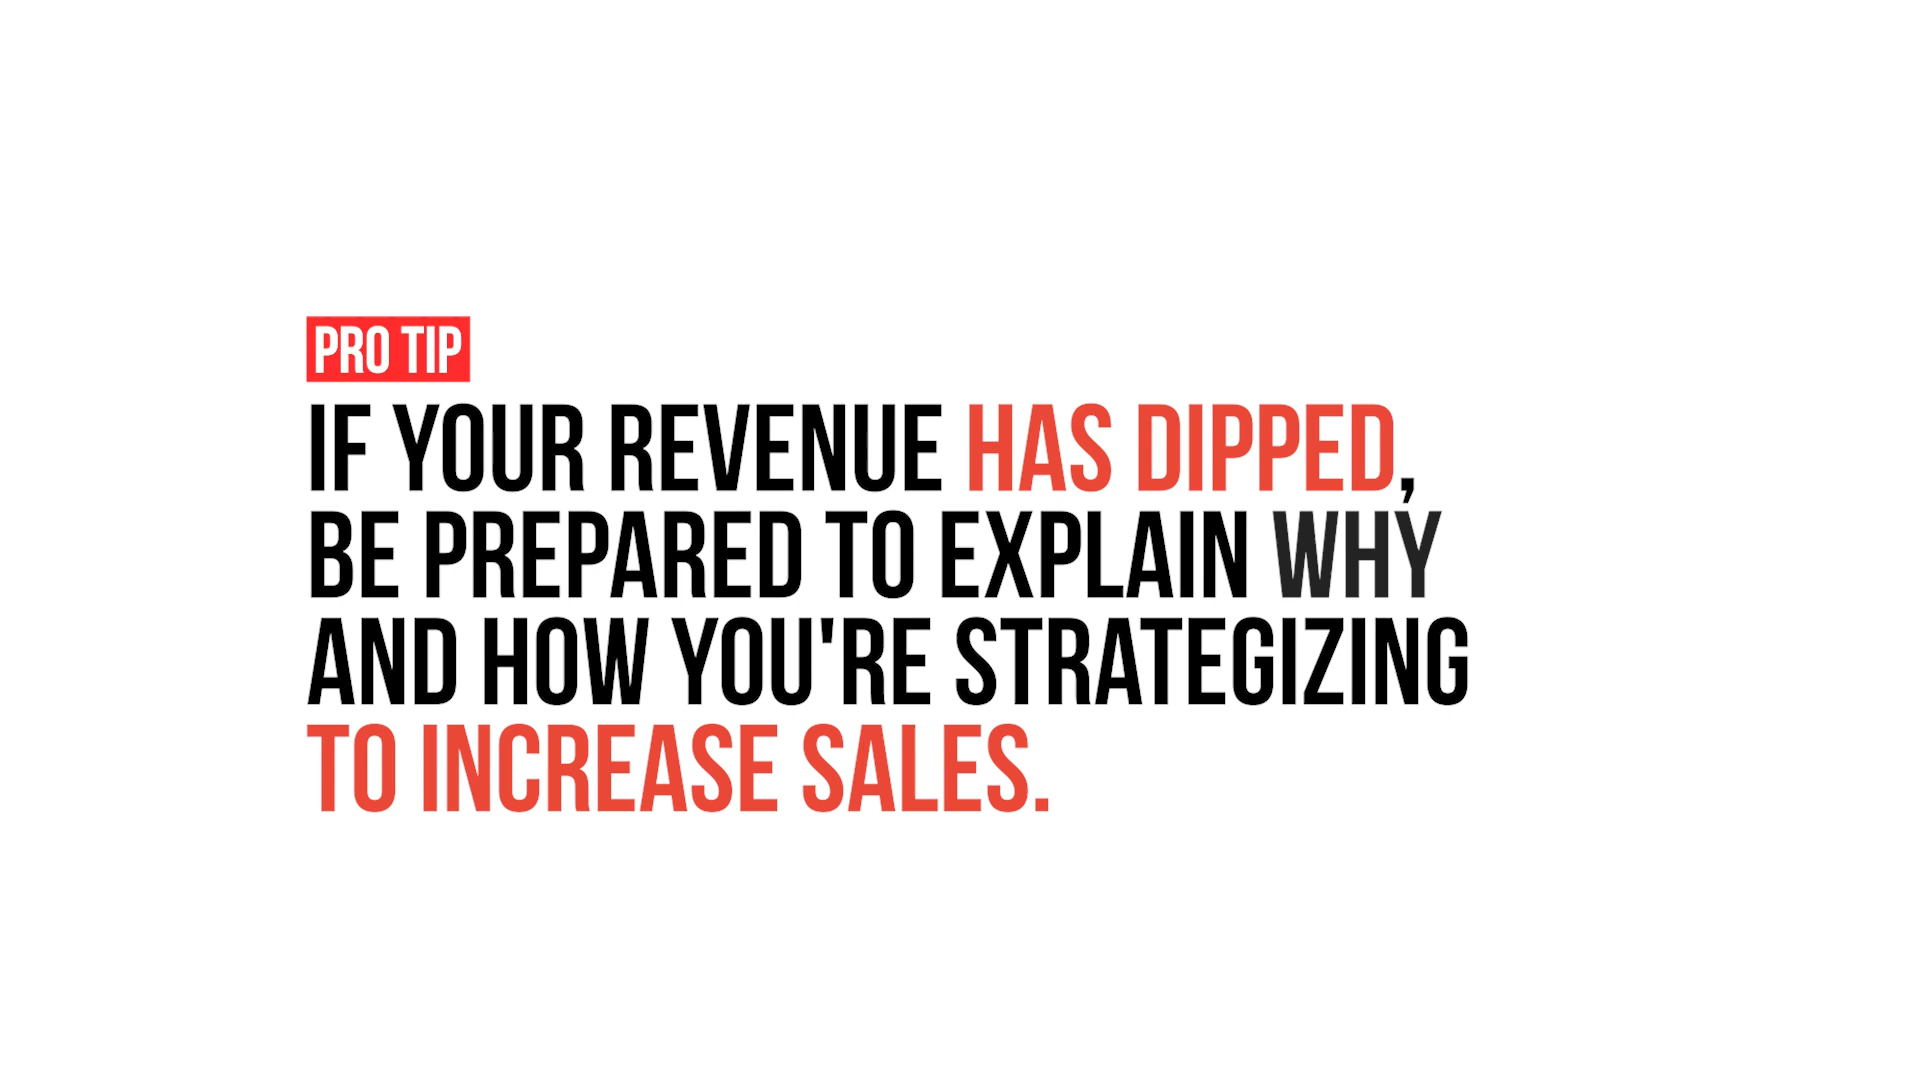 PRO TIP
IF YOUR REVENUE HAS DIPPED,
BE PREPARED TO EXPLAIN WHY
AND HOW YOU'RE STRATEGIZING
TO INCREASE SALES.